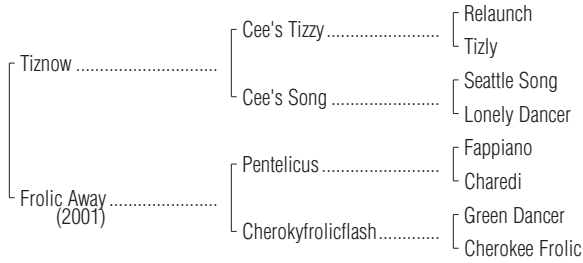 Relaunch
Cee's Tizzy
Tizly
Tiznow
Seattle Song
Cee's Song
Lonely Dancer
Fappiano
Pentelicus
Charedi
Frolic Away
(2001)
Green Dancer
Cherokyfrolicflash
Cherokee Frolic